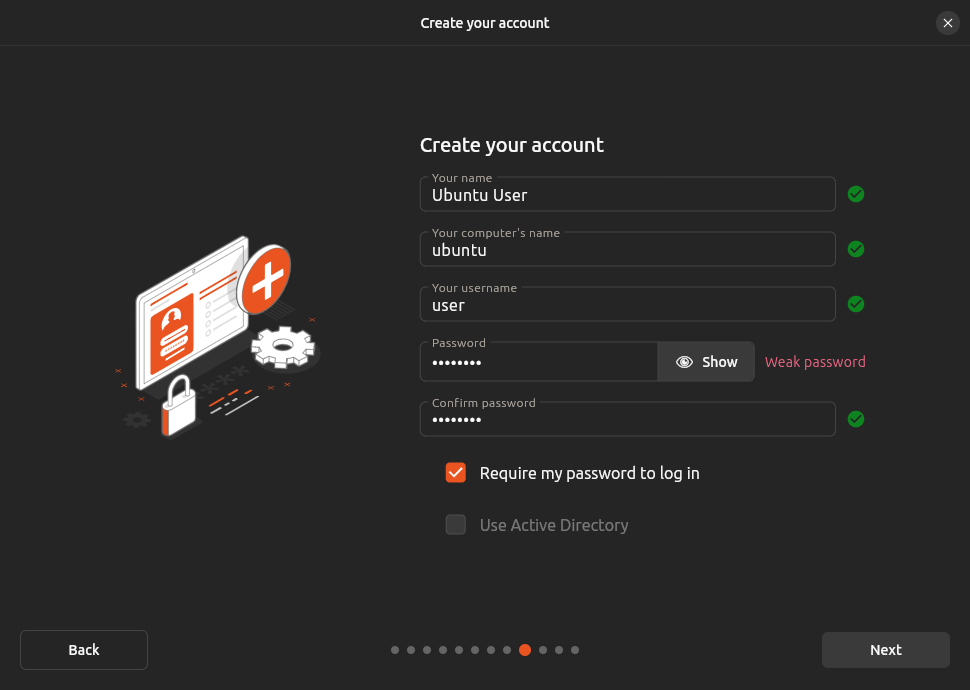 Create your account
Create your account
Your name
Ubuntu User
Your computer's name
ubuntu
Your username
user
Password
••••••••
Show
Weak password
Confirm password
••••••••
Require my password to log in
Use Active Directory
Back
Next